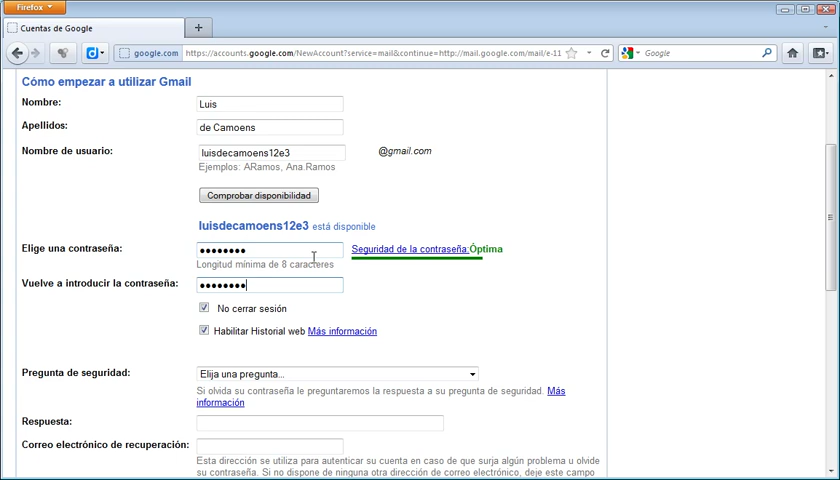 Firefox
Cuentas de Google
google.com https://accounts.google.com/NewAccount?service=mail&continue=http://mail.google.com/mail/e-11
Google
Cómo empezar a utilizar Gmail
Nombre: Luis
Apellidos: de Camoens
Nombre de usuario: luisdecamoens12e3 @gmail.com
Ejemplos: ARamos, Ana.Ramos
Comprobar disponibilidad
luisdecamoens12e3 está disponible
Elige una contraseña: ●●●●●●●● Seguridad de la contraseña: Óptima
Longitud mínima de 8 caracteres
Vuelve a introducir la contraseña: ●●●●●●●●
No cerrar sesión
Habilitar Historial web Más información
Pregunta de seguridad: Elija una pregunta...
Si olvida su contraseña le preguntaremos la respuesta a su pregunta de seguridad. Más
información
Respuesta:
Correo electrónico de recuperación:
Esta dirección se utiliza para autenticar su cuenta en caso de que surja algún problema u olvide
su contraseña. Si no dispone de ninguna otra dirección de correo electrónico, deje este campo